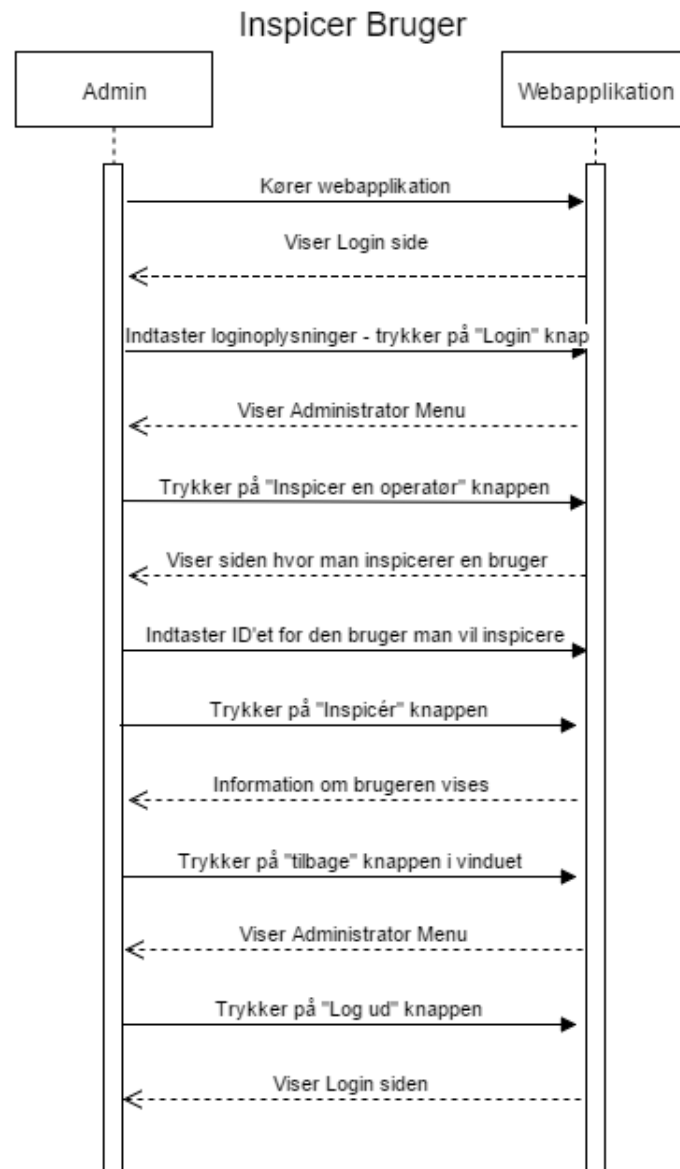 Inspicer Bruger
Admin
Webapplikation
Kører webapplikation
Viser Login side
Indtaster loginoplysninger - trykker på "Login" knap
Viser Administrator Menu
Trykker på "Inspicer en operatør" knappen
Viser siden hvor man inspicerer en bruger
Indtaster ID'et for den bruger man vil inspicere
Trykker på "Inspicér" knappen
Information om brugeren vises
Trykker på "tilbage" knappen i vinduet
Viser Administrator Menu
Trykker på "Log ud" knappen
Viser Login siden